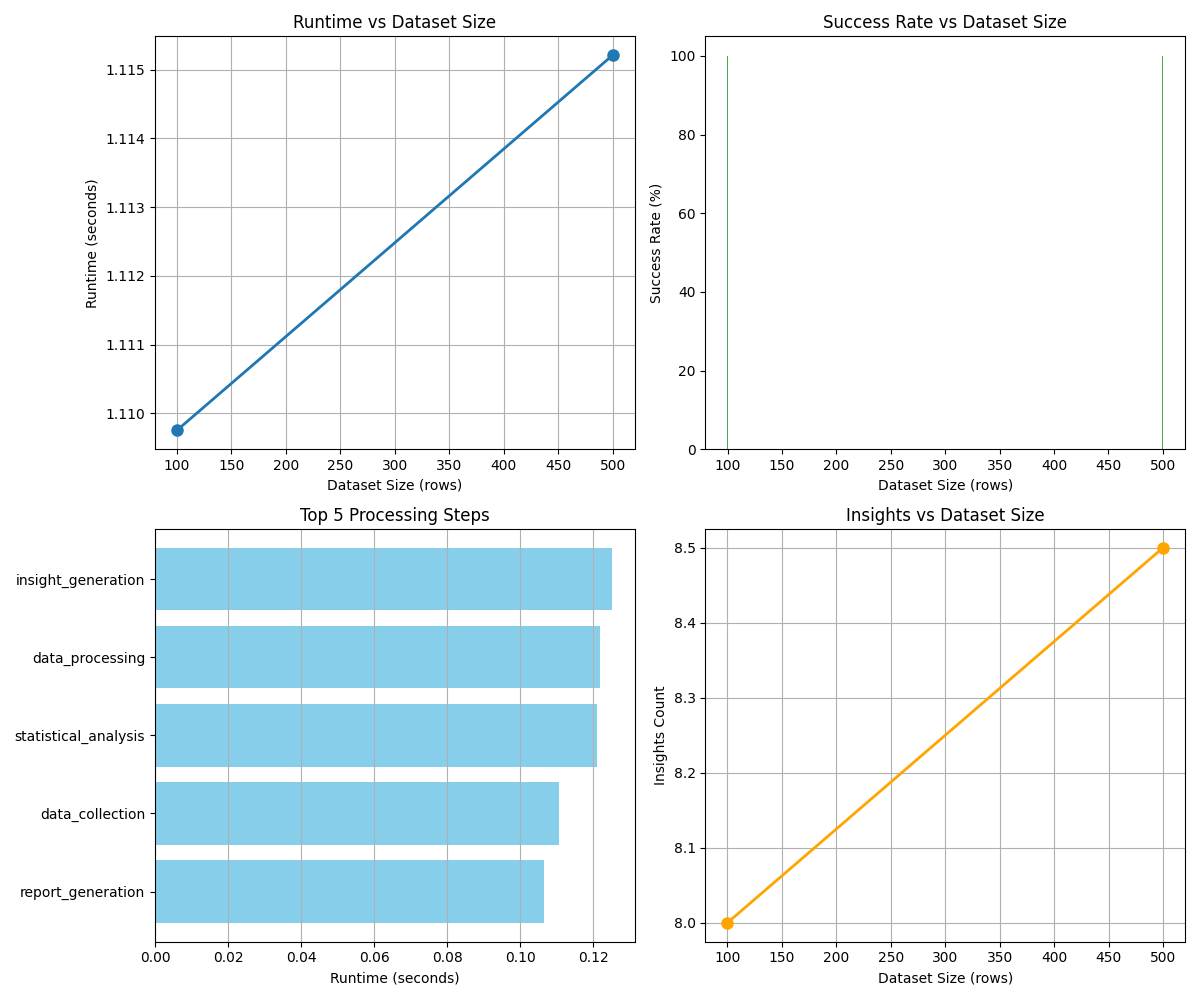 Runtime vs Dataset Size
Runtime (seconds)
1.115
1.114
1.113
1.112
1.111
1.110
100 150 200 250 300 350 400 450 500
Dataset Size (rows)
Success Rate vs Dataset Size
Success Rate (%)
100
80
60
40
20
0
100 150 200 250 300 350 400 450 500
Dataset Size (rows)
Top 5 Processing Steps
insight_generation
data_processing
statistical_analysis
data_collection
report_generation
0.00 0.02 0.04 0.06 0.08 0.10 0.12
Runtime (seconds)
Insights vs Dataset Size
Insights Count
8.5
8.4
8.3
8.2
8.1
8.0
100 150 200 250 300 350 400 450 500
Dataset Size (rows)